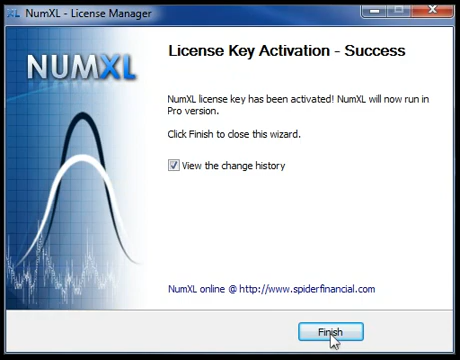 NumXL - License Manager
NUMXL
License Key Activation - Success
NumXL license key has been activated! NumXL will now run in
Pro version.
Click Finish to close this wizard.
View the change history
NumXL online @ http://www.spiderfinancial.com
Finish